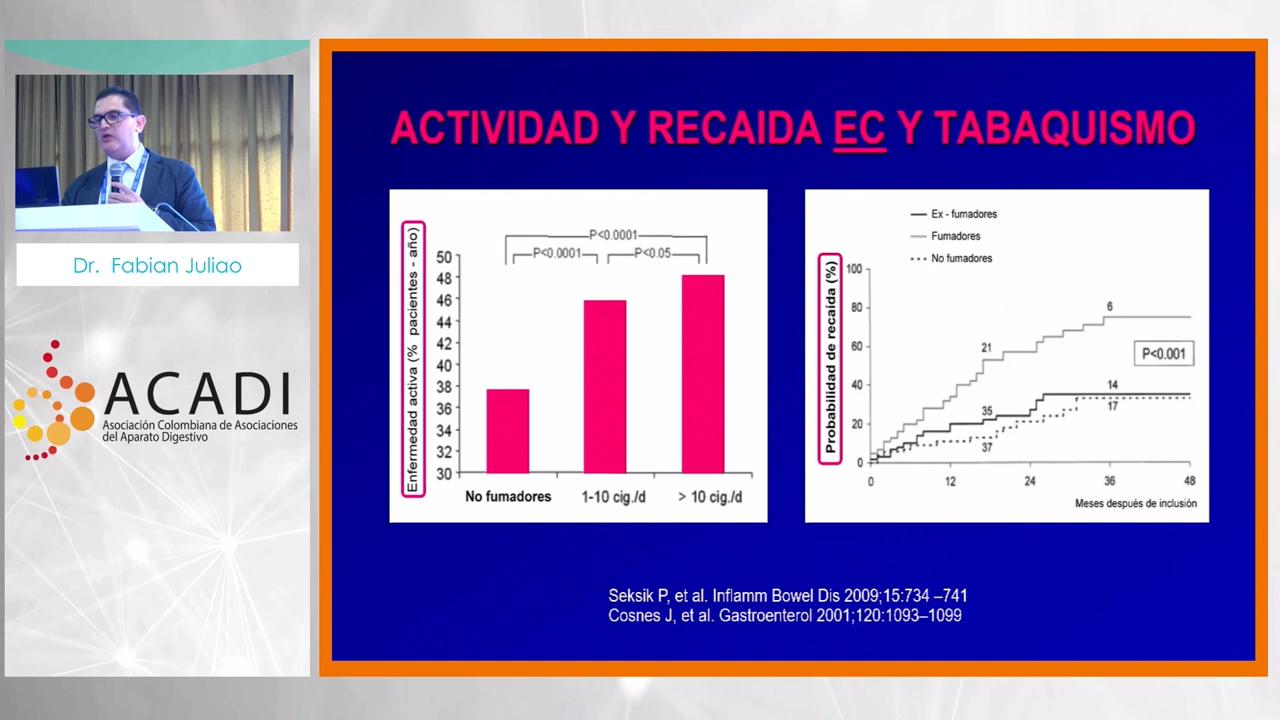 Dr. Fabian Juliao
ACADI
Asociación Colombiana de Asociaciones
del Aparato Digestivo
ACTIVIDAD Y RECAIDA EC Y TABAQUISMO
Enfermedad activa (% pacientes - año)
P<0.0001
P<0.0001
P<0.05
50
48
46
44
42
40
38
36
34
32
30
No fumadores
1-10 cig./d
> 10 cig./d
Ex - fumadores
Fumadores
No fumadores
Probabilidad de recaída (%)
100
80
60
40
20
0
6
21
P<0.001
14
35
17
37
0
12
24
36
48
Meses después de inclusión
Seksik P, et al. Inflamm Bowel Dis 2009;15:734 –741
Cosnes J, et al. Gastroenterol 2001;120:1093–1099